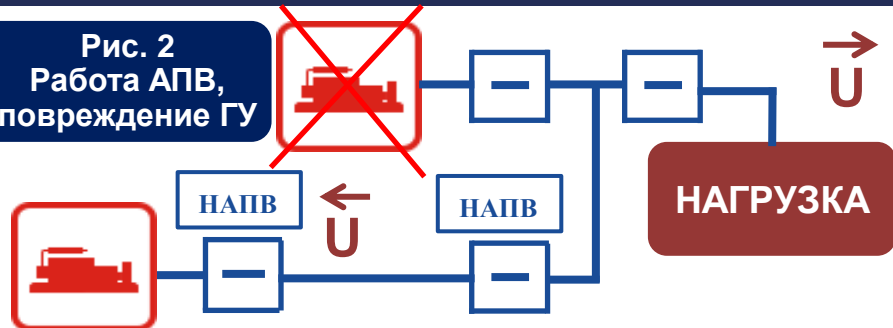 Рис. 2
Работа АПВ,
повреждение ГУ
U
НАПВ
U
НАПВ
НАГРУЗКА